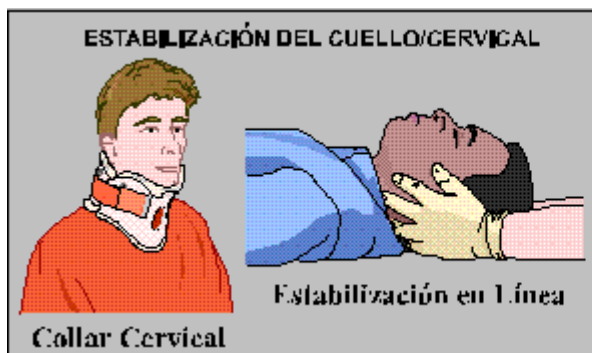 ESTABILIZACIÓN DEL CUELLO/CERVICAL
Estabilización en Línea
Collar Cervical